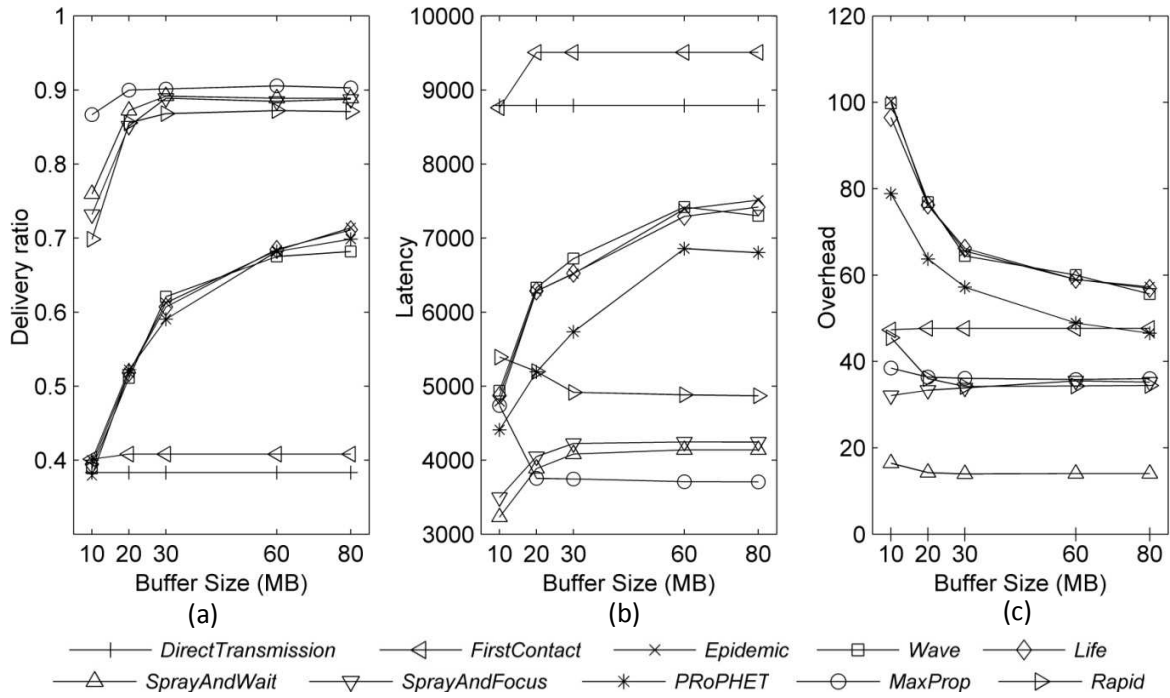 1
0.9
0.8
0.7
0.6
0.5
0.4
Delivery ratio
10 20 30 60 80
Buffer Size (MB)
(a)
10000
9000
8000
7000
6000
5000
4000
3000
Latency
10 20 30 60 80
Buffer Size (MB)
(b)
120
100
80
60
40
20
0
Overhead
10 20 30 60 80
Buffer Size (MB)
(c)
DirectTransmission FirstContact Epidemic Wave Life
SprayAndWait SprayAndFocus PRoPHET MaxProp Rapid